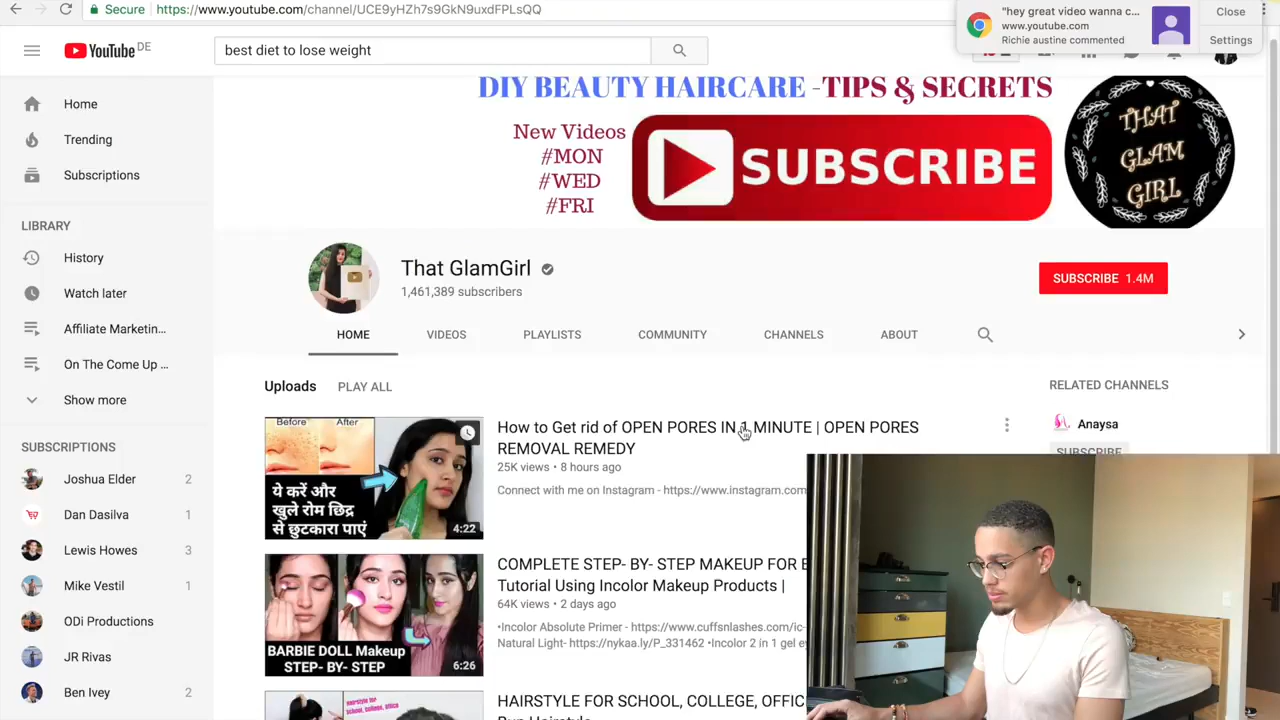 Secure
https://www.youtube.com/channel/UCE9yHZh7s9GkN9uxdFPLsQQ
"hey great video wanna c...
www.youtube.com
Richie austine commented
Close
Settings
YouTube DE
best diet to lose weight
Home
Trending
Subscriptions
LIBRARY
History
Watch later
Affiliate Marketin...
On The Come Up ...
Show more
SUBSCRIPTIONS
Joshua Elder 2
Dan Dasilva 1
Lewis Howes 3
Mike Vestil 1
ODi Productions
JR Rivas
Ben Ivey 2
DIY BEAUTY HAIRCARE -TIPS & SECRETS
New Videos
#MON
#WED
#FRI
SUBSCRIBE
THAT
GLAM
GIRL
That GlamGirl
1,461,389 subscribers
SUBSCRIBE 1.4M
HOME
VIDEOS
PLAYLISTS
COMMUNITY
CHANNELS
ABOUT
Uploads
PLAY ALL
RELATED CHANNELS
Anaysa
SUBSCRIBE
Before After
ये करें और
खुले रोम छिद्र
से छुटकारा पाएं
4:22
How to Get rid of OPEN PORES IN 1 MINUTE | OPEN PORES
REMOVAL REMEDY
25K views • 8 hours ago
Connect with me on Instagram - https://www.instagram.com
BARBIE DOLL Makeup
STEP- BY- STEP
6:26
COMPLETE STEP- BY- STEP MAKEUP FOR
Tutorial Using Incolor Makeup Products |
64K views • 2 days ago
•Incolor Absolute Primer - https://www.cuffsnlashes.com/ic-
Natural Light- https://nykaa.ly/P_331462 •Incolor 2 in 1 gel
HAIRSTYLE FOR SCHOOL, COLLEGE,